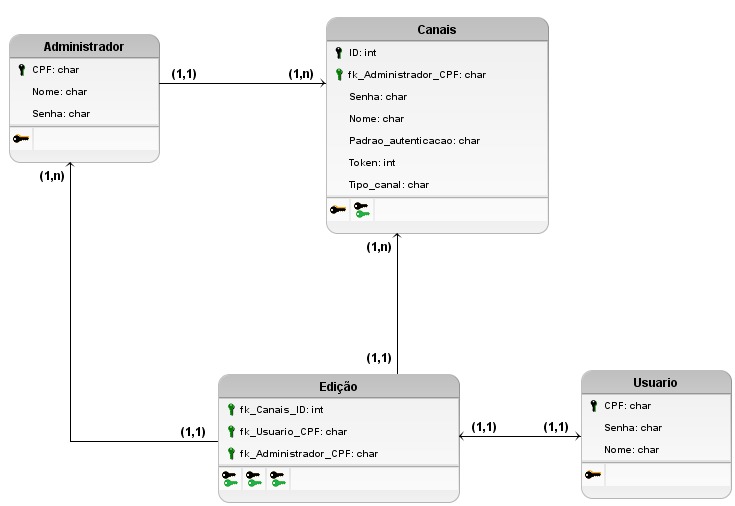 Administrador
CPF: char
Nome: char
Senha: char
(1,1)
(1,n)
Canais
ID: int
fk_Administrador_CPF: char
Senha: char
Nome: char
Padrao_autenticacao: char
Token: int
Tipo_canal: char
(1,n)
(1,n)
(1,1)
(1,1)
Edição
fk_Canais_ID: int
fk_Usuario_CPF: char
fk_Administrador_CPF: char
(1,1)
(1,1)
Usuario
CPF: char
Senha: char
Nome: char